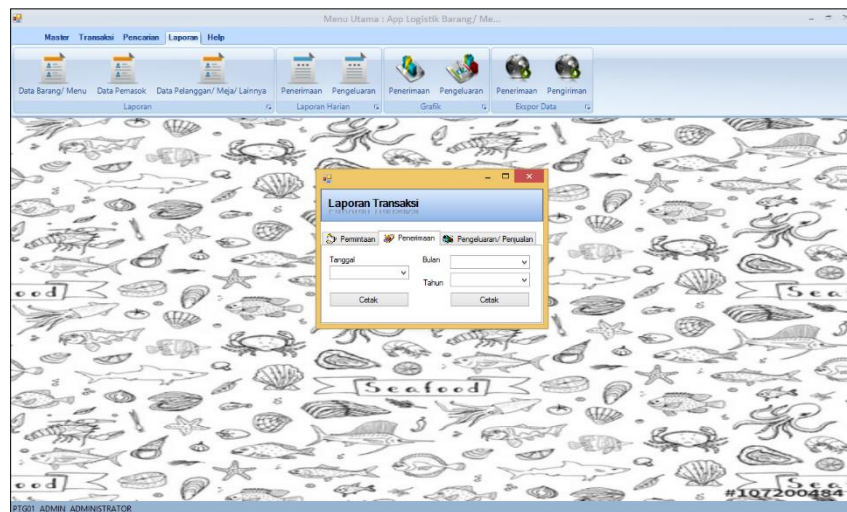 Menu Utama : App Logistik Barang/ Me...
Master Transaksi Pencarian Laporan Help
Data Barang/ Menu Data Pemasok Data Pelanggan/ Meja/ Lainnya Penerimaan Pengeluaran Penerimaan Pengeluaran Penerimaan Pengiriman
Laporan Laporan Harian Grafik Ekspor Data
Laporan Transaksi
Permintaan Penerimaan Pengeluaran/ Penjualan
Tanggal Bulan
Tahun
Cetak Cetak
ood Sea
Seafood
ood Sea
#107200484
PTG01 ADMIN ADMINISTRATOR